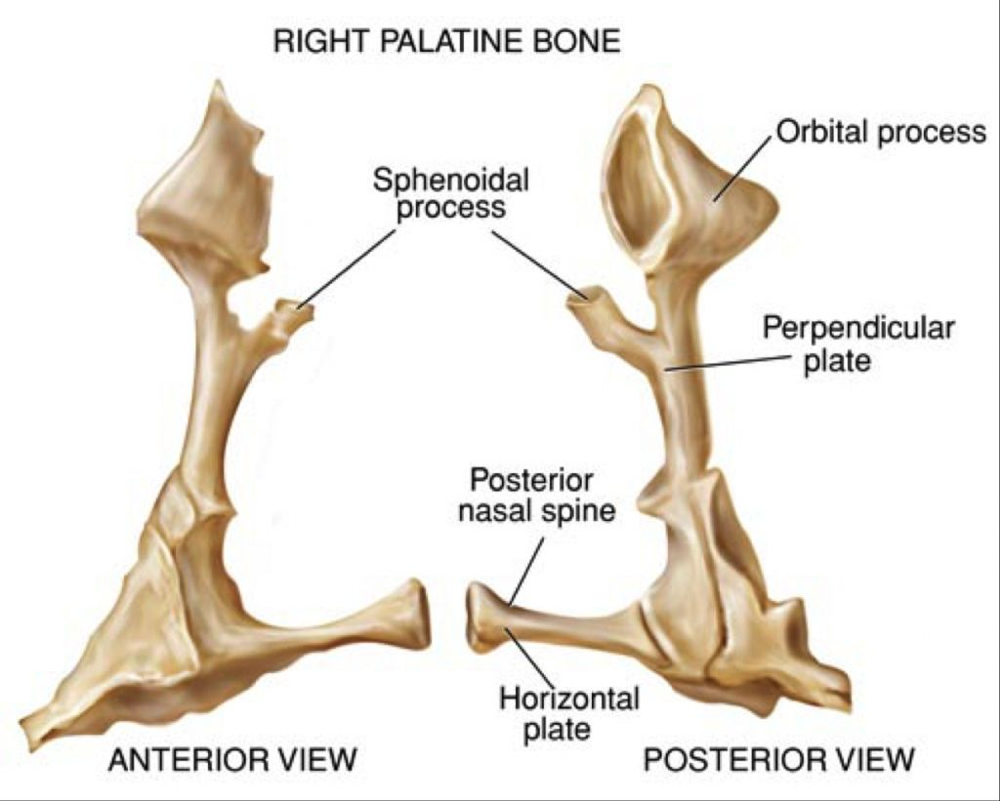 RIGHT PALATINE BONE
Orbital process
Sphenoidal
process
Perpendicular
plate
Posterior
nasal spine
Horizontal
plate
ANTERIOR VIEW
POSTERIOR VIEW